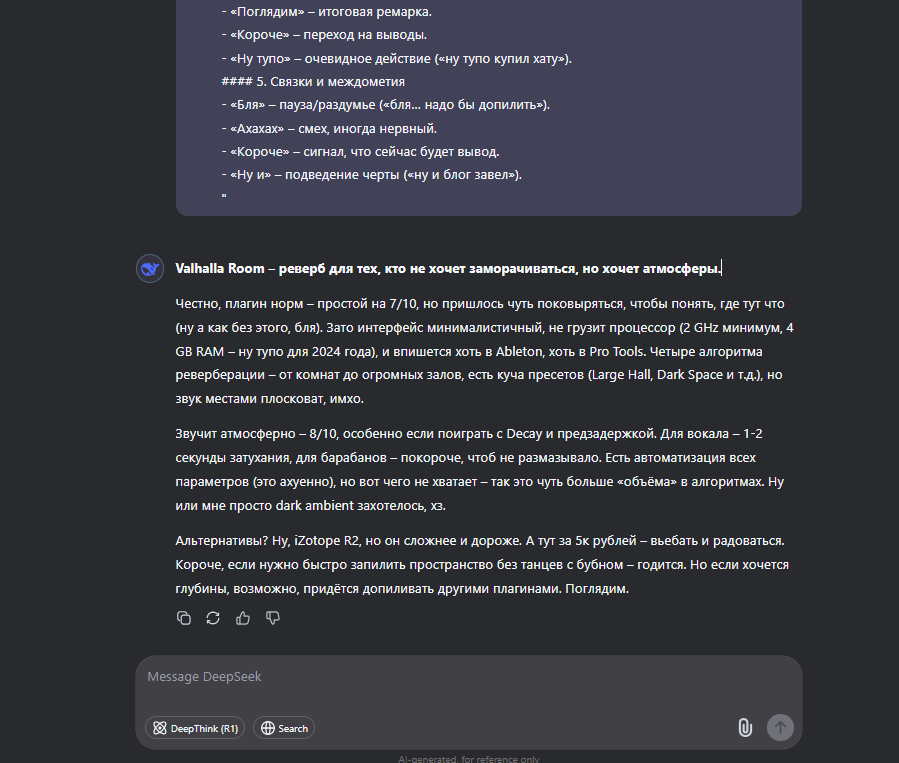 - «Поглядим» – итоговая ремарка.
- «Короче» – переход на выводы.
- «Ну тупо» – очевидное действие («ну тупо купил хату»).
#### 5. Связки и междометия
- «Бля» – пауза/раздумье («бля... надо бы допилить»).
- «Ахахах» – смех, иногда нервный.
- «Короче» – сигнал, что сейчас будет вывод.
- «Ну и» – подведение черты («ну и блог завел»).
"
Valhalla Room – реверб для тех, кто не хочет заморачиваться, но хочет атмосферы.
Честно, плагин норм – простой на 7/10, но пришлось чуть поковыряться, чтобы понять, где тут что
(ну а как без этого, бля). Зато интерфейс минималистичный, не грузит процессор (2 GHz минимум, 4
GB RAM – ну тупо для 2024 года), и впишется хоть в Ableton, хоть в Pro Tools. Четыре алгоритма
реверберации – от комнат до огромных залов, есть куча пресетов (Large Hall, Dark Space и т.д.), но
звук местами плосковат, имхо.
Звучит атмосферно – 8/10, особенно если поиграть с Decay и предзадержкой. Для вокала – 1-2
секунды затухания, для барабанов – покороче, чтоб не размазывало. Есть автоматизация всех
параметров (это ахуенно), но вот чего не хватает – так это чуть больше «объёма» в алгоритмах. Ну
или мне просто dark ambient захотелось, хз.
Альтернативы? Ну, iZotope R2, но он сложнее и дороже. А тут за 5к рублей – вьебать и радоваться.
Короче, если нужно быстро запилить пространство без танцев с бубном – годится. Но если хочется
глубины, возможно, придётся допиливать другими плагинами. Поглядим.
Message DeepSeek
DeepThink (R1)
Search
AI-generated, for reference only